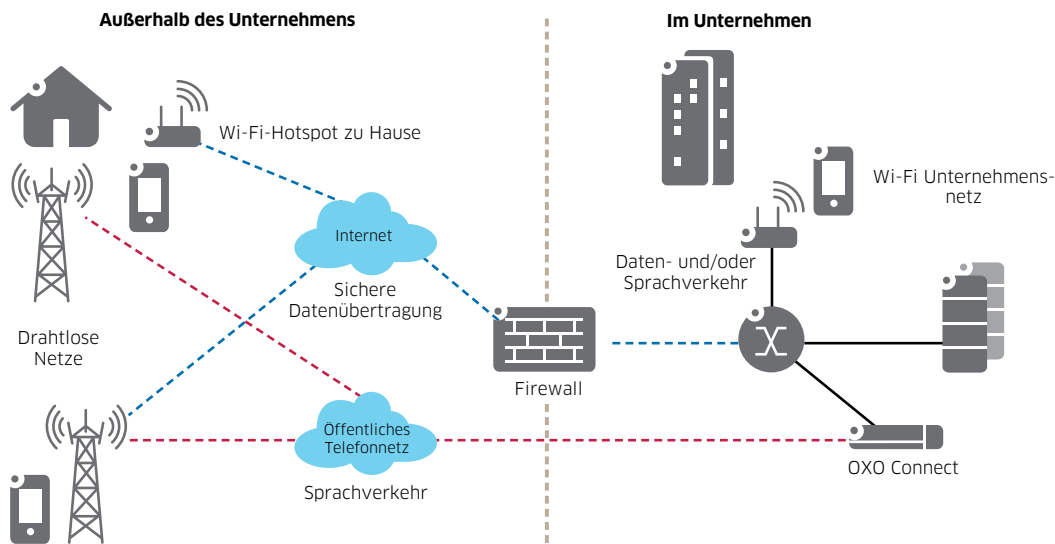 Außerhalb des Unternehmens
Im Unternehmen
Wi-Fi-Hotspot zu Hause
Wi-Fi Unternehmens-
netz
Internet
Daten- und/oder
Sprachverkehr
Sichere
Datenübertragung
Drahtlose
Netze
Firewall
Öffentliches
Telefonnetz
OXO Connect
Sprachverkehr